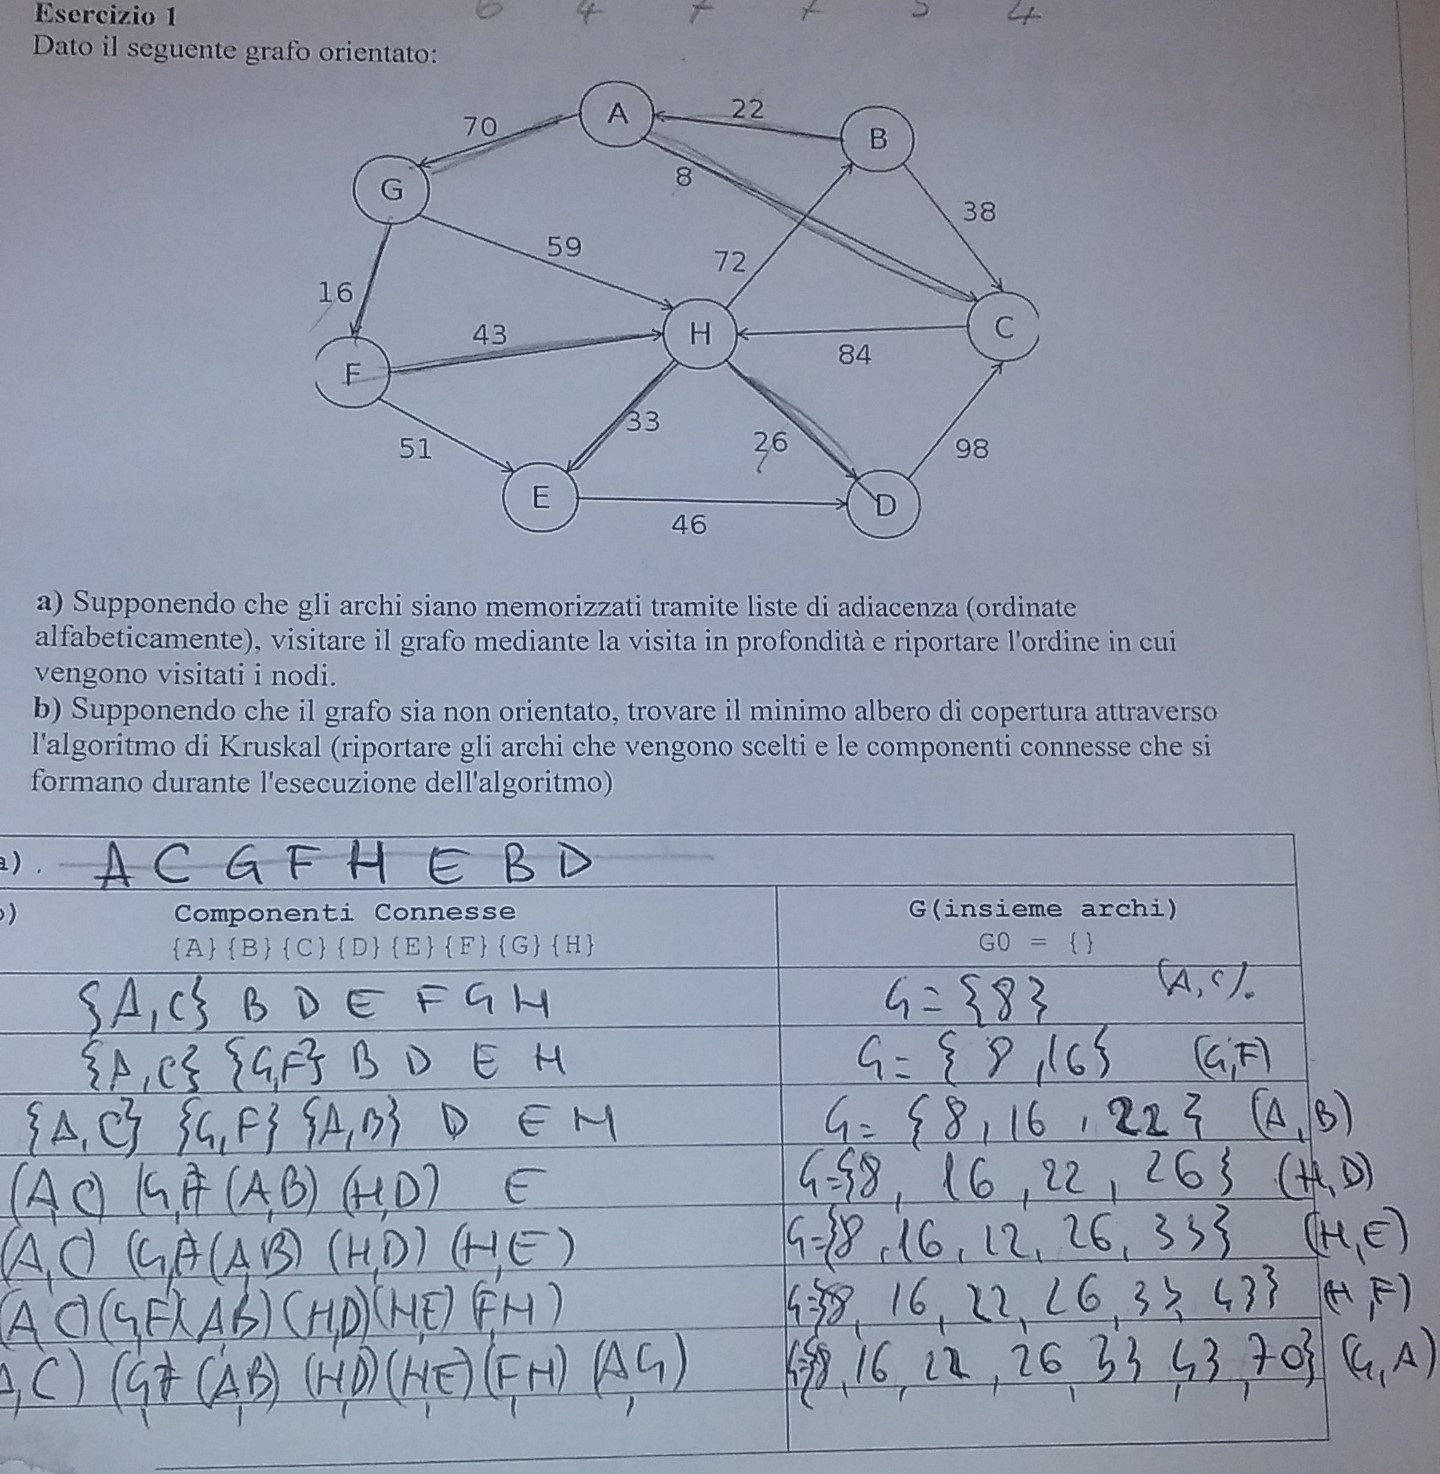 Esercizio 1
6 4 7 7 5 4
Dato il seguente grafo orientato:
A
22
B
70
G
8
38
59
72
16
H
C
43
84
F
33
26
51
98
E
D
46
a) Supponendo che gli archi siano memorizzati tramite liste di adiacenza (ordinate
alfabeticamente), visitare il grafo mediante la visita in profondità e riportare l'ordine in cui
vengono visitati i nodi.
b) Supponendo che il grafo sia non orientato, trovare il minimo albero di copertura attraverso
l'algoritmo di Kruskal (riportare gli archi che vengono scelti e le componenti connesse che si
formano durante l'esecuzione dell'algoritmo)
a). A C G F H E B D
b) Componenti Connesse G(insieme archi)
{A}{B}{C}{D}{E}{F}{G}{H} G0 = {}
{A,C} B D E F G H G={8} (A,C).
{A,C} {G,F} B D E H G={8,16} (G,F)
{A,C} {G,F} {A,B} D E H G={8,16,22} (A,B)
(A,C) (G,F (A,B) (H,D) E G={8, 16,22, 26} (H,D)
(A,C) (G,F (A,B) (H,D) (H,E) G={8,16,12,26,33} (H,E)
(A,C) (G,F)(A,B)(H,D)(H,E)(F,H) G={8, 16, 22, 26, 33, 43} (H,F)
A,C) (G,F (A,B) (H,D)(H,E)(F,H) (A,G) G={8,16, 22, 26, 33, 43, 70} (G,A)